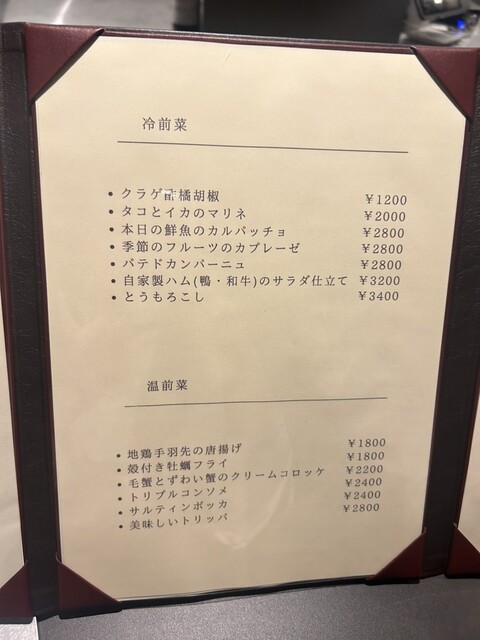 冷前菜
• クラゲ酢橘胡椒 ¥1200
• タコとイカのマリネ ¥2000
• 本日の鮮魚のカルパッチョ ¥2800
• 季節のフルーツのカプレーゼ ¥2800
• パテドカンパーニュ ¥2800
• 自家製ハム(鴨・和牛)のサラダ仕立て ¥3200
• とうもろこし ¥3400
温前菜
• 地鶏手羽先の唐揚げ ¥1800
• 殻付き牡蠣フライ ¥1800
• 毛蟹とずわい蟹のクリームコロッケ ¥2200
• トリプルコンソメ ¥2400
• サルティンボッカ ¥2400
• 美味しいトリッパ ¥2800